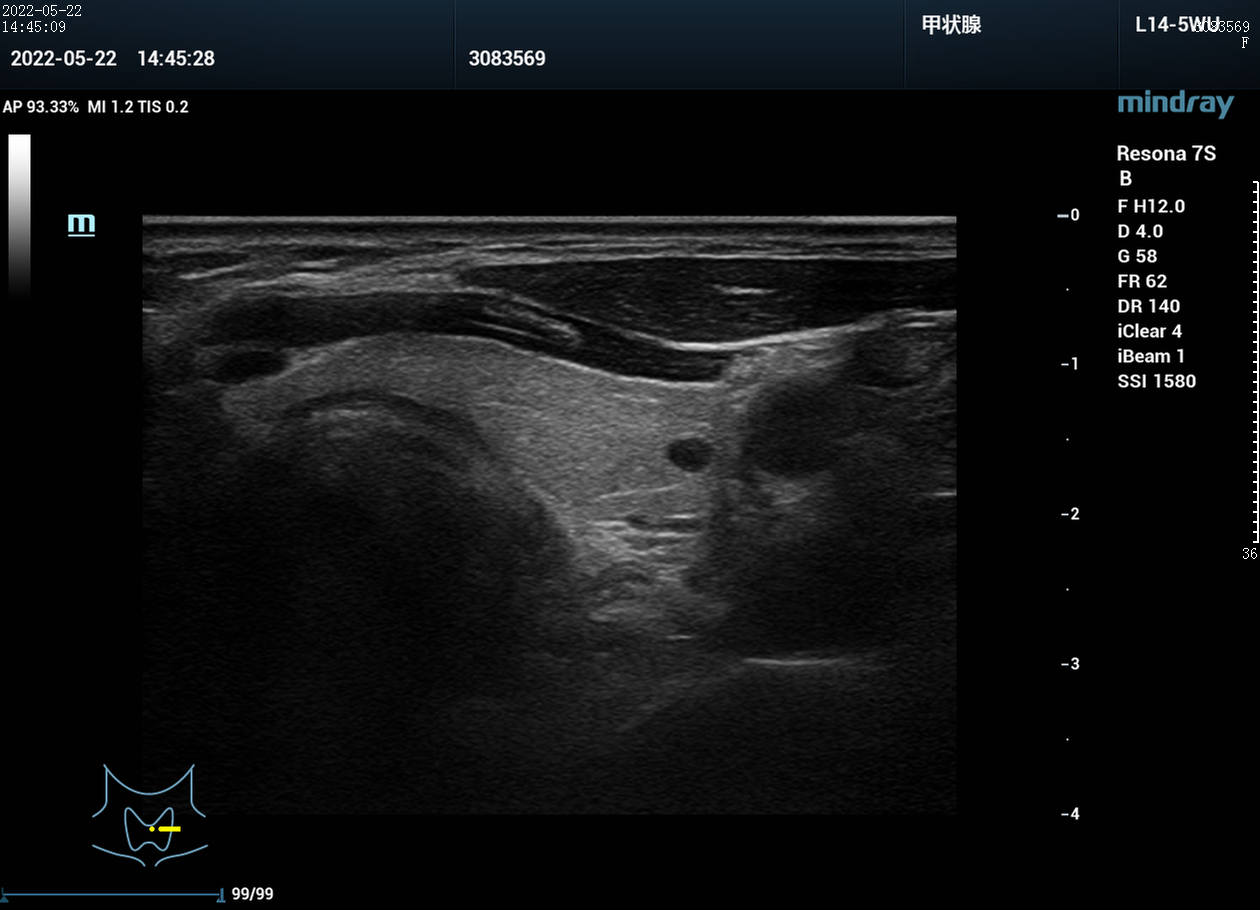 2022-05-22
14:45:09
2022-05-22 14:45:28
3083569
甲状腺
L14-5WU
3083569
F
AP 93.33% MI 1.2 TIS 0.2
mindray
m
Resona 7S
B
F H12.0
D 4.0
G 58
FR 62
DR 140
iClear 4
iBeam 1
SSI 1580
0
-1
-2
-3
-4
36
99/99